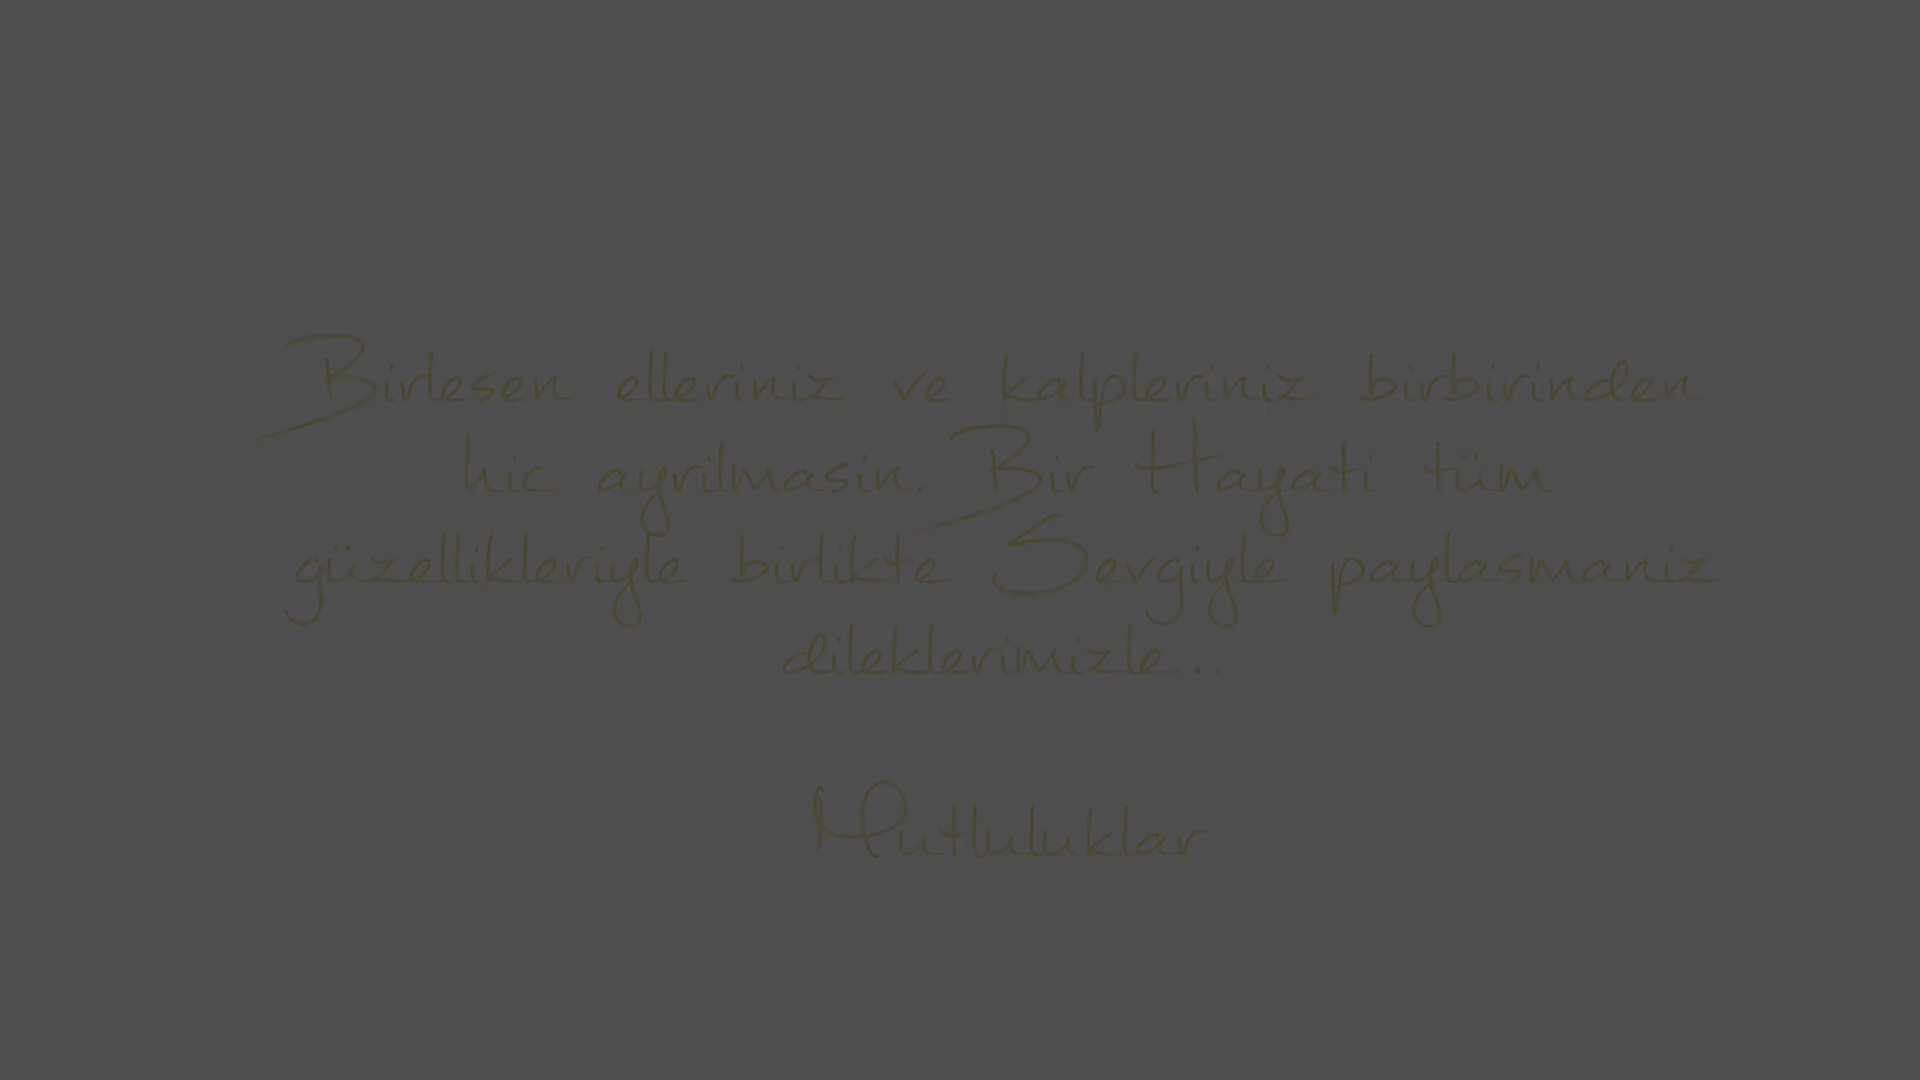 Birlesen elleriniz ve kalpleriniz birbirinden
hic ayrilmasin. Bir Hayati tüm
güzellikleriyle birlikte Sevgiyle paylasmaniz
dileklerimizle...
Mutluluklar